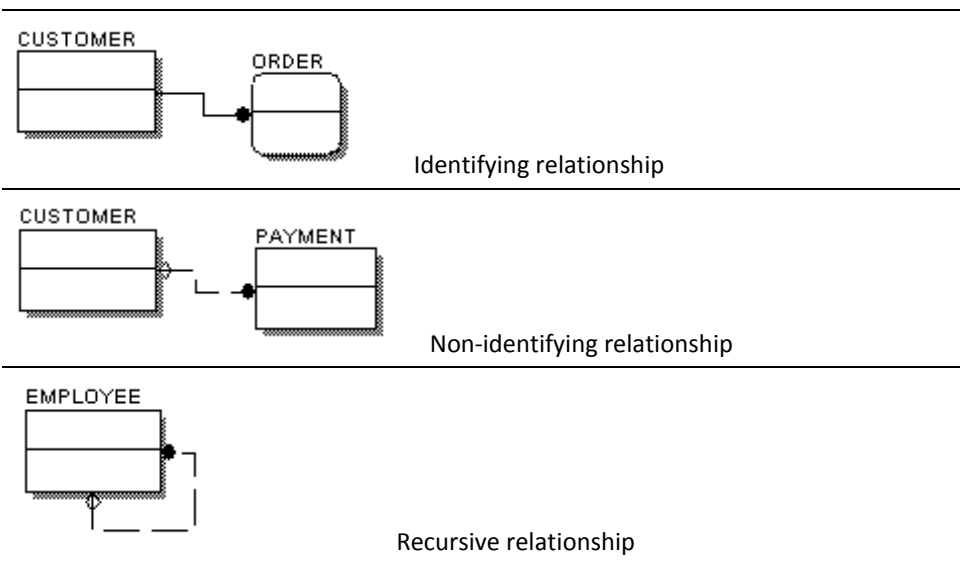 CUSTOMER
ORDER
Identifying relationship
CUSTOMER
PAYMENT
Non-identifying relationship
EMPLOYEE
Recursive relationship